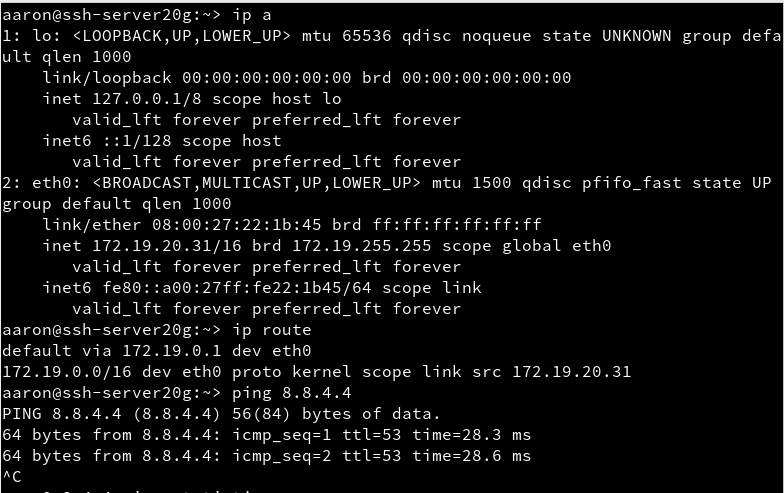 aaron@ssh-server20g:~> ip a
1: lo: <LOOPBACK,UP,LOWER_UP> mtu 65536 qdisc noqueue state UNKNOWN group defa
ult qlen 1000
    link/loopback 00:00:00:00:00:00 brd 00:00:00:00:00:00
    inet 127.0.0.1/8 scope host lo
       valid_lft forever preferred_lft forever
    inet6 ::1/128 scope host
       valid_lft forever preferred_lft forever
2: eth0: <BROADCAST,MULTICAST,UP,LOWER_UP> mtu 1500 qdisc pfifo_fast state UP
group default qlen 1000
    link/ether 08:00:27:22:1b:45 brd ff:ff:ff:ff:ff:ff
    inet 172.19.20.31/16 brd 172.19.255.255 scope global eth0
       valid_lft forever preferred_lft forever
    inet6 fe80::a00:27ff:fe22:1b45/64 scope link
       valid_lft forever preferred_lft forever
aaron@ssh-server20g:~> ip route
default via 172.19.0.1 dev eth0
172.19.0.0/16 dev eth0 proto kernel scope link src 172.19.20.31
aaron@ssh-server20g:~> ping 8.8.4.4
PING 8.8.4.4 (8.8.4.4) 56(84) bytes of data.
64 bytes from 8.8.4.4: icmp_seq=1 ttl=53 time=28.3 ms
64 bytes from 8.8.4.4: icmp_seq=2 ttl=53 time=28.6 ms
^C